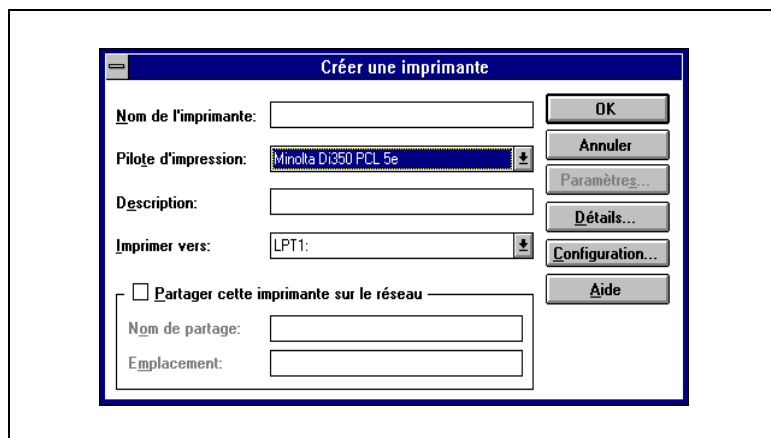 Créer une imprimante
Nom de l'imprimante:
Pilote d'impression: Minolta Di350 PCL 5e
Description:
Imprimer vers: LPT1:
Partager cette imprimante sur le réseau
Nom de partage:
Emplacement:
OK
Annuler
Paramètres...
Détails...
Configuration...
Aide